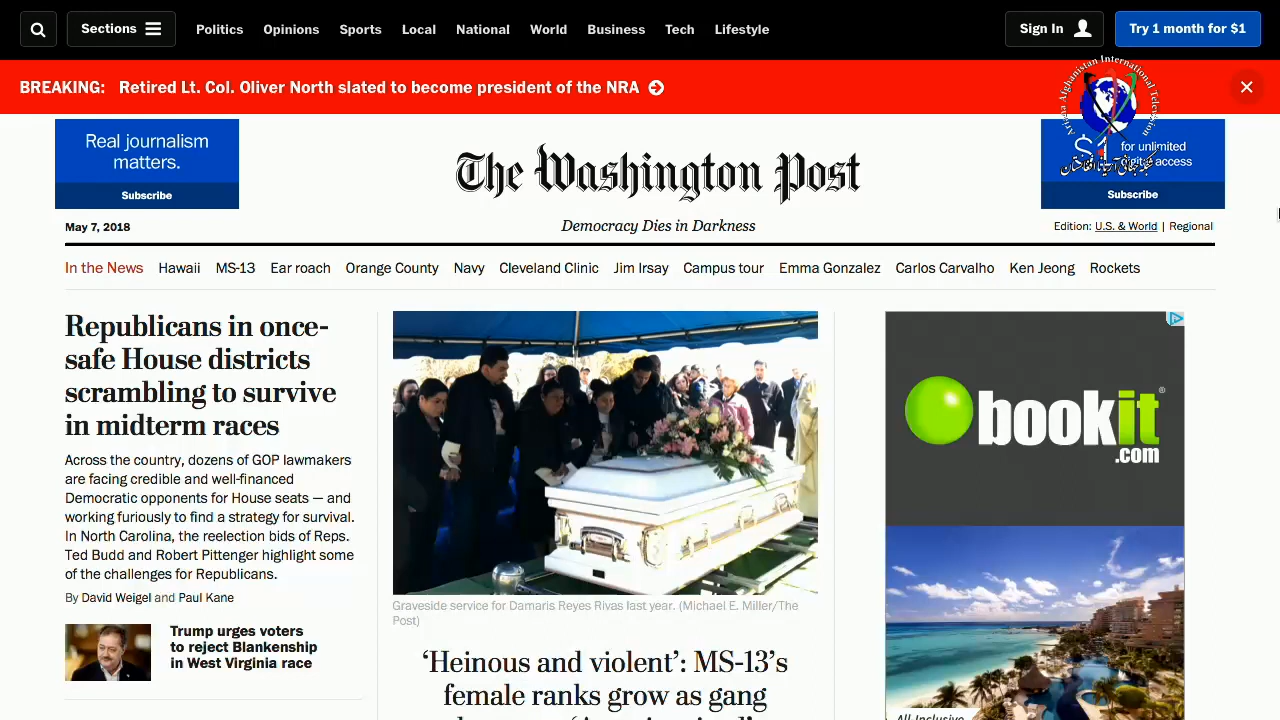 Sections
Politics
Opinions
Sports
Local
National
World
Business
Tech
Lifestyle
Sign In
Try 1 month for $1
BREAKING: Retired Lt. Col. Oliver North slated to become president of the NRA
Ariana Afghanistan International Television
Real journalism
matters.
Subscribe
The Washington Post
$1 for unlimited
digital access
Subscribe
May 7, 2018
Democracy Dies in Darkness
Edition: U.S. & World | Regional
In the News Hawaii MS-13 Ear roach Orange County Navy Cleveland Clinic Jim Irsay Campus tour Emma Gonzalez Carlos Carvalho Ken Jeong Rockets
Republicans in once-
safe House districts
scrambling to survive
in midterm races
Across the country, dozens of GOP lawmakers
are facing credible and well-financed
Democratic opponents for House seats — and
working furiously to find a strategy for survival.
In North Carolina, the reelection bids of Reps.
Ted Budd and Robert Pittenger highlight some
of the challenges for Republicans.
By David Weigel and Paul Kane
Trump urges voters
to reject Blankenship
in West Virginia race
Graveside service for Damaris Reyes Rivas last year. (Michael E. Miller/The
Post)
‘Heinous and violent’: MS-13’s
female ranks grow as gang
bookit®
.com
All-Inclusive